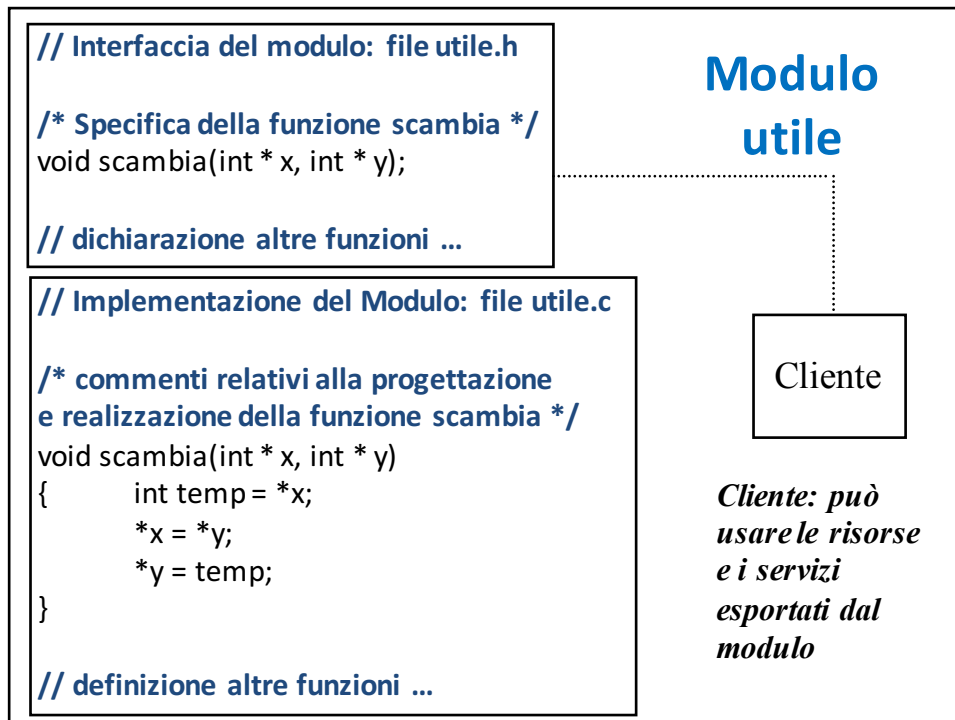 // Interfaccia del modulo: file utile.h
/* Specifica della funzione scambia */
void scambia(int * x, int * y);
// dichiarazione altre funzioni …
Modulo
utile
// Implementazione del Modulo: file utile.c
/* commenti relativi alla progettazione
e realizzazione della funzione scambia */
void scambia(int * x, int * y)
{ int temp = *x;
*x = *y;
*y = temp;
}
// definizione altre funzioni …
Cliente
Cliente: può
usare le risorse
e i servizi
esportati dal
modulo